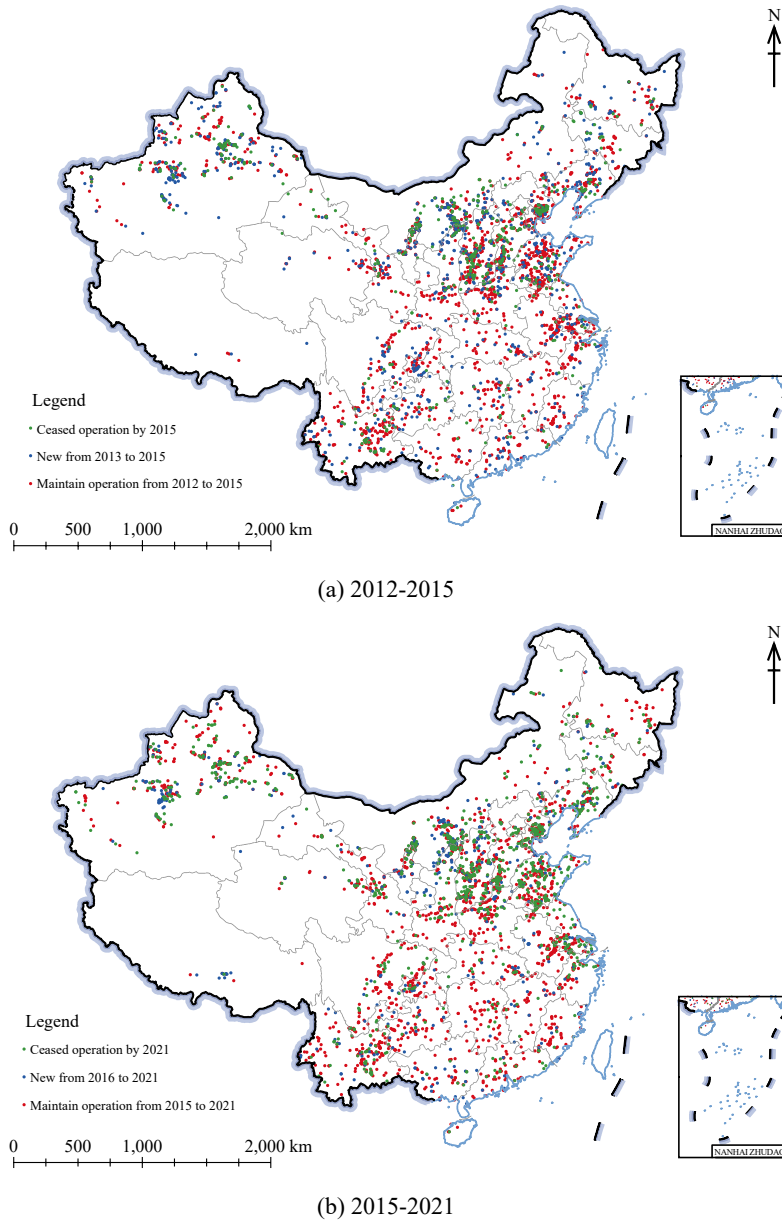 N
Legend
Ceased operation by 2015
New from 2013 to 2015
Maintain operation from 2012 to 2015
0 500 1,000 2,000 km
NANHAI ZHUDAO
(a) 2012-2015
N
Legend
Ceased operation by 2021
New from 2016 to 2021
Maintain operation from 2015 to 2021
0 500 1,000 2,000 km
NANHAI ZHUDAO
(b) 2015-2021